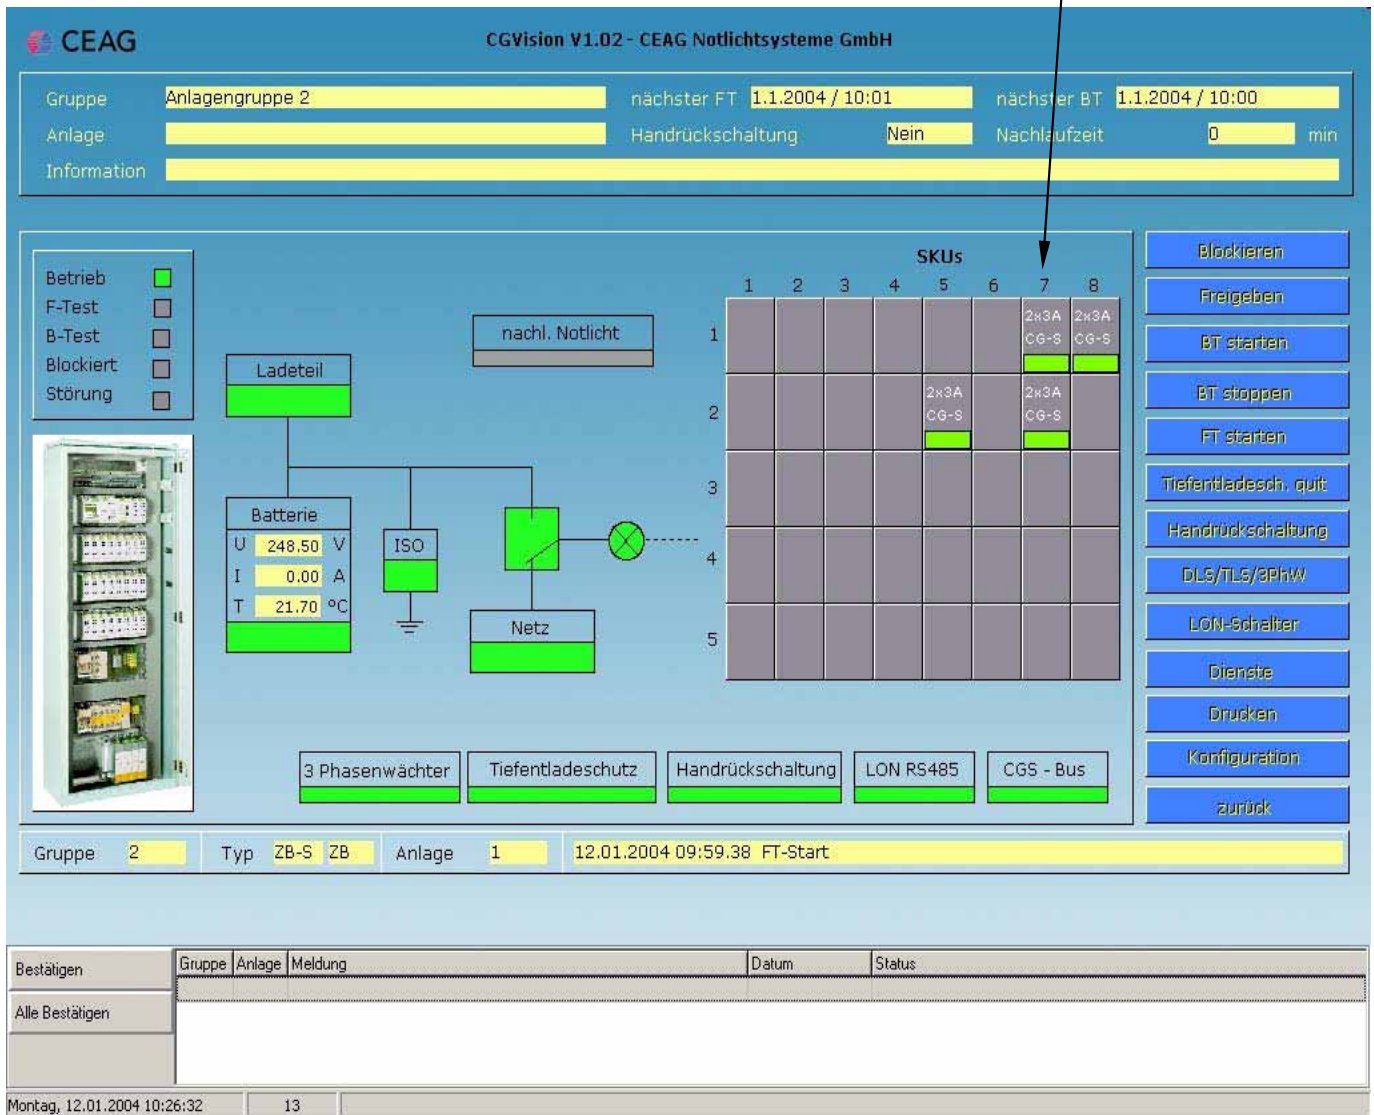 CEAG
CGVision V1.02 - CEAG Notlichtsysteme GmbH
Gruppe Anlagengruppe 2 nächster FT 1.1.2004 / 10:01 nächster BT 1.1.2004 / 10:00
Anlage Handrückschaltung Nein Nachlaufzeit 0 min
Information
Betrieb
F-Test
B-Test
Blockiert
Störung
nachl. Notlicht
Ladeteil
Batterie
U 248.50 V
I 0.00 A
T 21.70 °C
ISO
Netz
SKUs
1 2 3 4 5 6 7 8
1 2x3A 2x3A
CG-S CG-S
2 2x3A 2x3A
CG-S CG-S
3
4
5
3 Phasenwächter Tiefentladeschutz Handrückschaltung LON RS485 CGS - Bus
Blockieren
Freigeben
BT starten
BT stoppen
FT starten
Tiefentladesch. quit
Handrückschaltung
DLS/TLS/3PhW
LON-Schalter
Dienste
Drucken
Konfiguration
zurück
Gruppe 2 Typ ZB-S ZB Anlage 1 12.01.2004 09:59.38 FT-Start
Bestätigen
Alle Bestätigen
Gruppe Anlage Meldung Datum Status
Montag, 12.01.2004 10:26:32 13